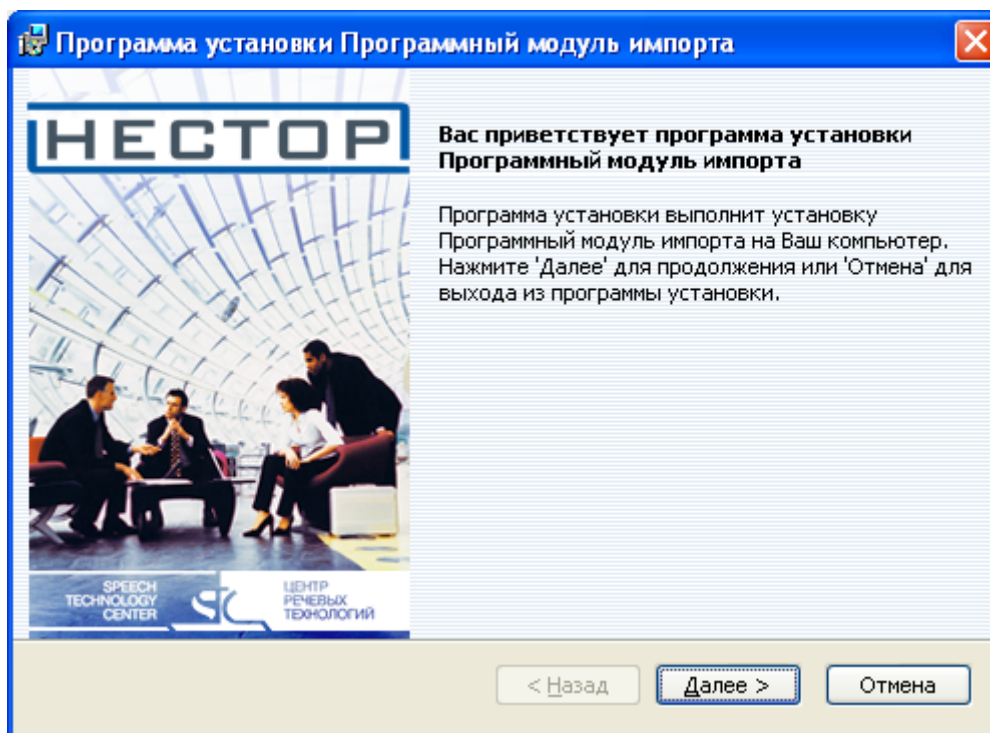 Программа установки Программный модуль импорта
НЕСТОР
Вас приветствует программа установки
Программный модуль импорта
Программа установки выполнит установку
Программный модуль импорта на Ваш компьютер.
Нажмите 'Далее' для продолжения или 'Отмена' для
выхода из программы установки.
SPEECH
TECHNOLOGY
CENTER
STC
ЦЕНТР
РЕЧЕВЫХ
ТЕХНОЛОГИЙ
< Назад
Далее >
Отмена